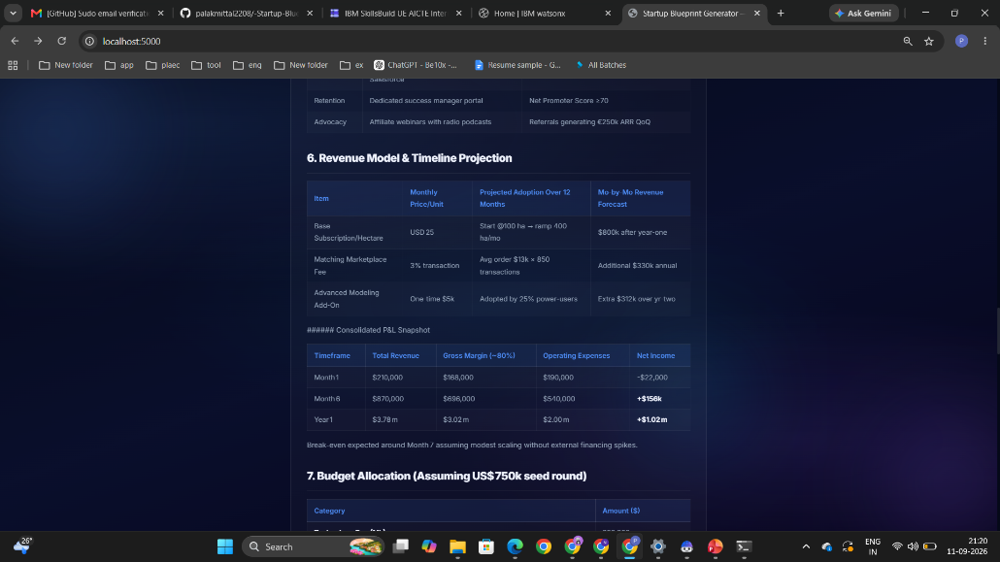 [GitHub] Sudo email verificat
palakmittal2208/-Startup-Blu
IBM SkillsBuild UE AICTE Inter
Home | IBM watsonx
Startup Blueprint Generator –
Ask Gemini
localhost:5000
P
New folder
app
plaec
tool
enq
New folder
ex
ChatGPT - Be10x -...
Resume sample - G...
All Batches
Salesforce
Retention Dedicated success manager portal Net Promoter Score ≥70
Advocacy Affiliate webinars with radio podcasts Referrals generating €250k ARR QoQ
6. Revenue Model & Timeline Projection
Item Monthly Price/Unit Projected Adoption Over 12 Months Mo-by-Mo Revenue Forecast
Base Subscription/Hectare USD 25 Start @100 ha → ramp 400 ha/mo $800k after year-one
Matching Marketplace Fee 3% transaction Avg order $13k × 850 transactions Additional $330k annual
Advanced Modeling Add-On One-time $5k Adopted by 25% power-users Extra $312k over yr two
###### Consolidated P&L Snapshot
Timeframe Total Revenue Gross Margin (~80%) Operating Expenses Net Income
Month 1 $210,000 $168,000 $190,000 -$22,000
Month 6 $870,000 $696,000 $540,000 +$156k
Year 1 $3.78 m $3.02 m $2.00 m +$1.02 m
Break-even expected around Month 7 assuming modest scaling without external financing spikes.
7. Budget Allocation (Assuming US$ 750k seed round)
Category Amount ($)
26°
Search
ENG
IN
21:20
11-09-2026